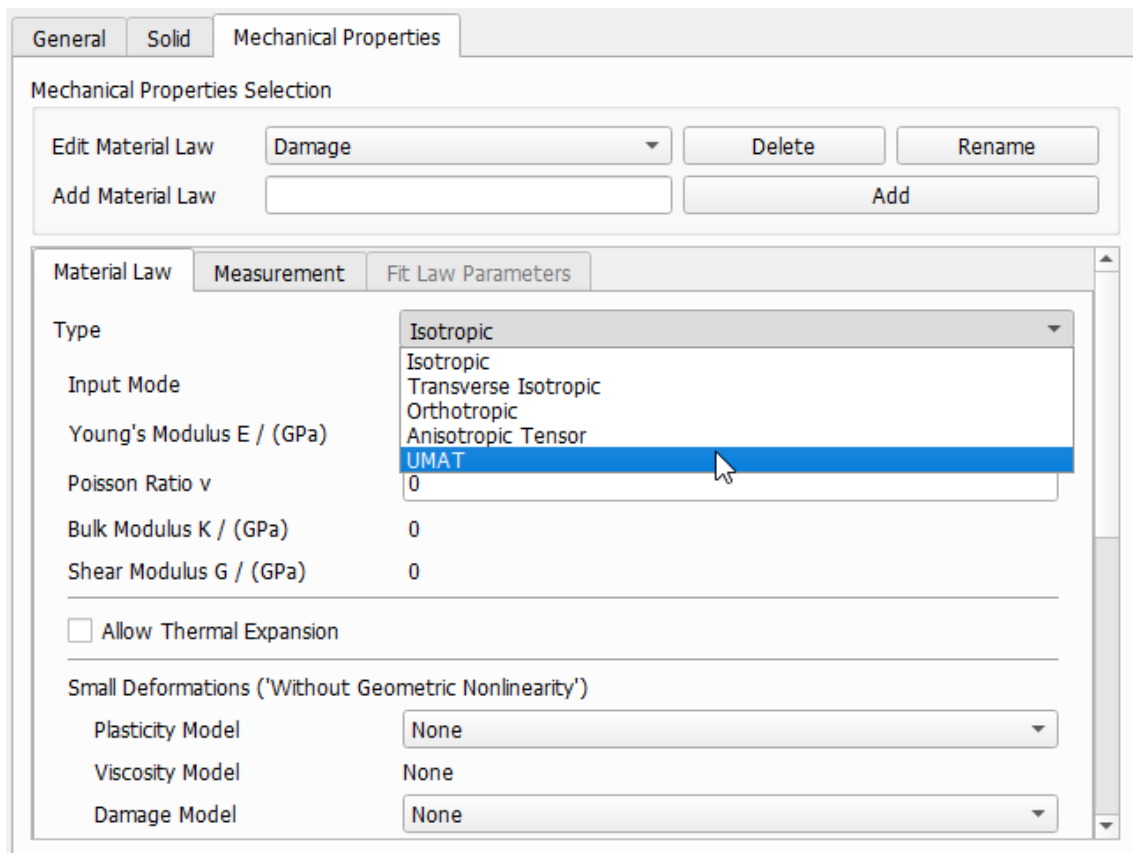 General Solid Mechanical Properties
Mechanical Properties Selection
Edit Material Law Damage Delete Rename
Add Material Law Add
Material Law Measurement Fit Law Parameters
Type Isotropic
Isotropic
Input Mode Transverse Isotropic
Orthotropic
Young's Modulus E / (GPa) Anisotropic Tensor
UMAT
Poisson Ratio ν 0
Bulk Modulus K / (GPa) 0
Shear Modulus G / (GPa) 0
Allow Thermal Expansion
Small Deformations ('Without Geometric Nonlinearity')
Plasticity Model None
Viscosity Model None
Damage Model None